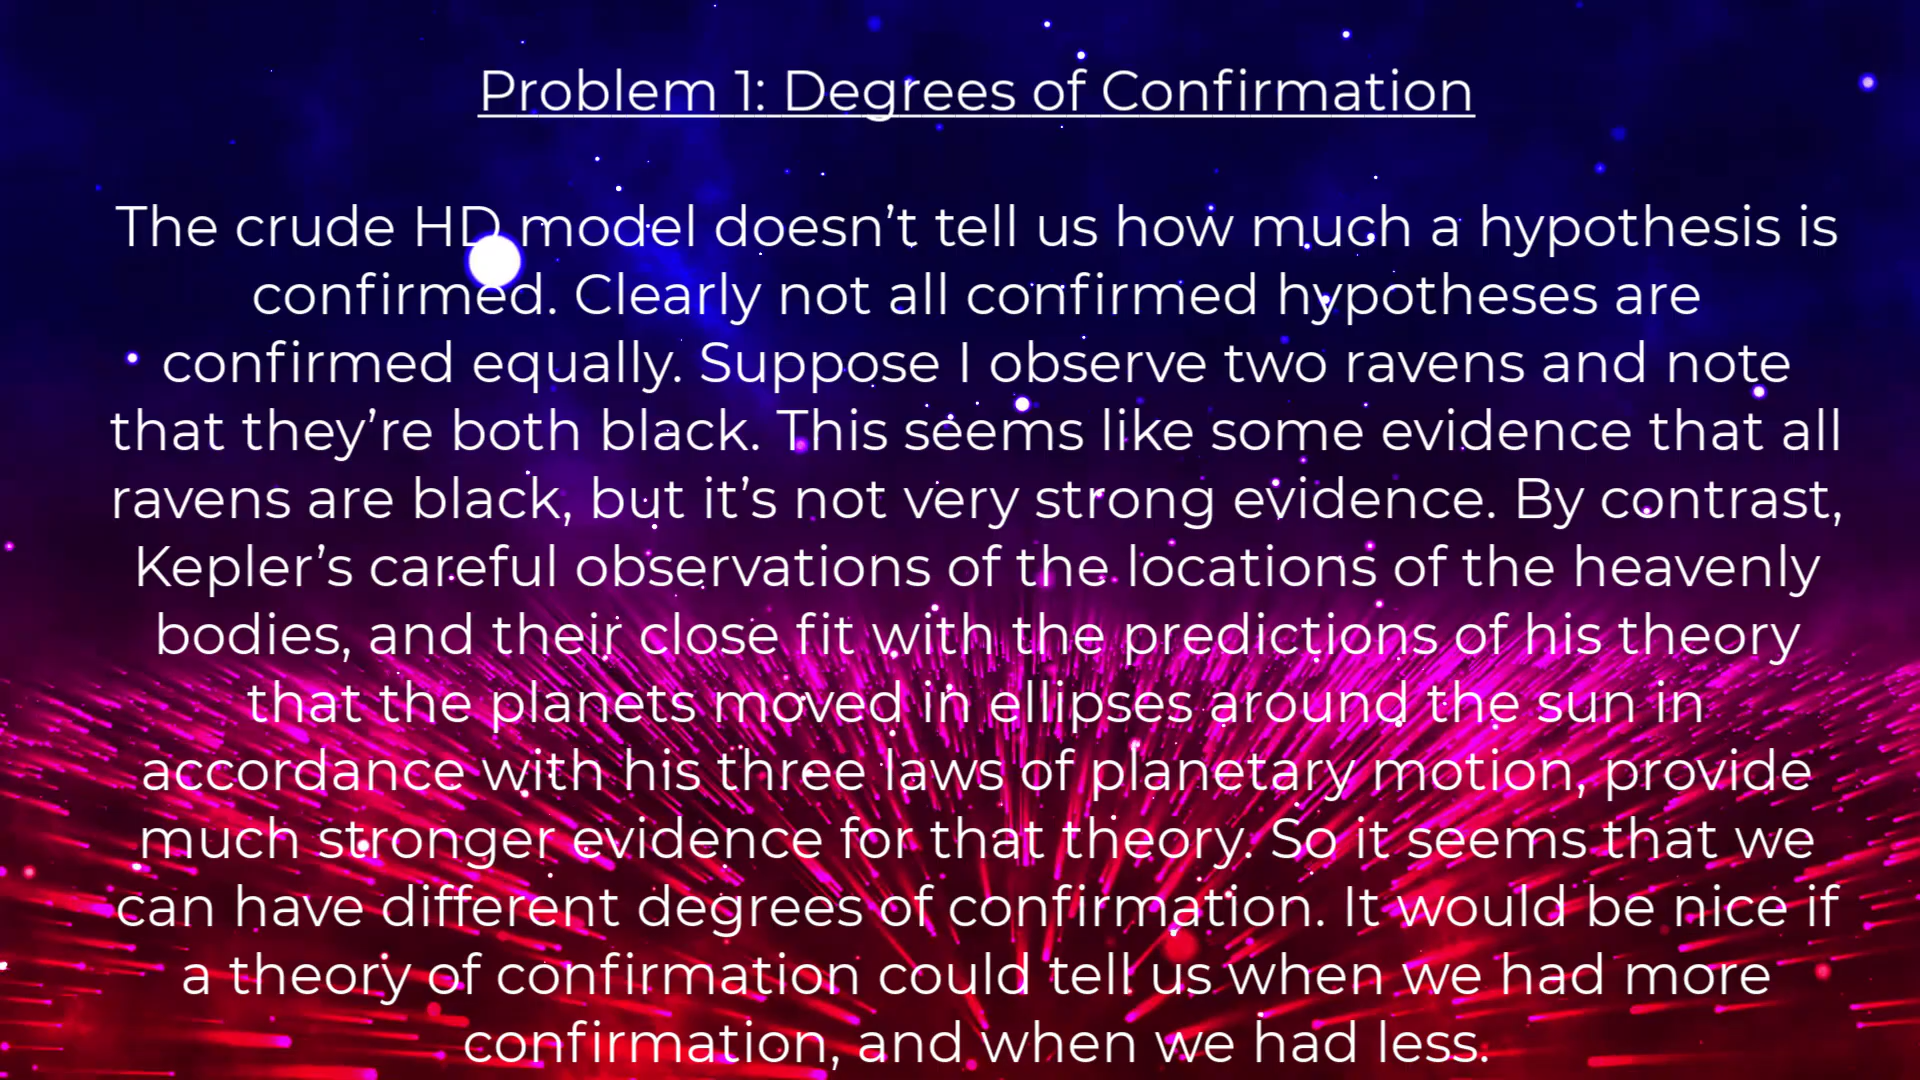 Problem 1: Degrees of Confirmation
The crude HD model doesn’t tell us how much a hypothesis is
confirmed. Clearly not all confirmed hypotheses are
confirmed equally. Suppose I observe two ravens and note
that they’re both black. This seems like some evidence that all
ravens are black, but it’s not very strong evidence. By contrast,
Kepler’s careful observations of the locations of the heavenly
bodies, and their close fit with the predictions of his theory
that the planets moved in ellipses around the sun in
accordance with his three laws of planetary motion, provide
much stronger evidence for that theory. So it seems that we
can have different degrees of confirmation. It would be nice if
a theory of confirmation could tell us when we had more
confirmation, and when we had less.